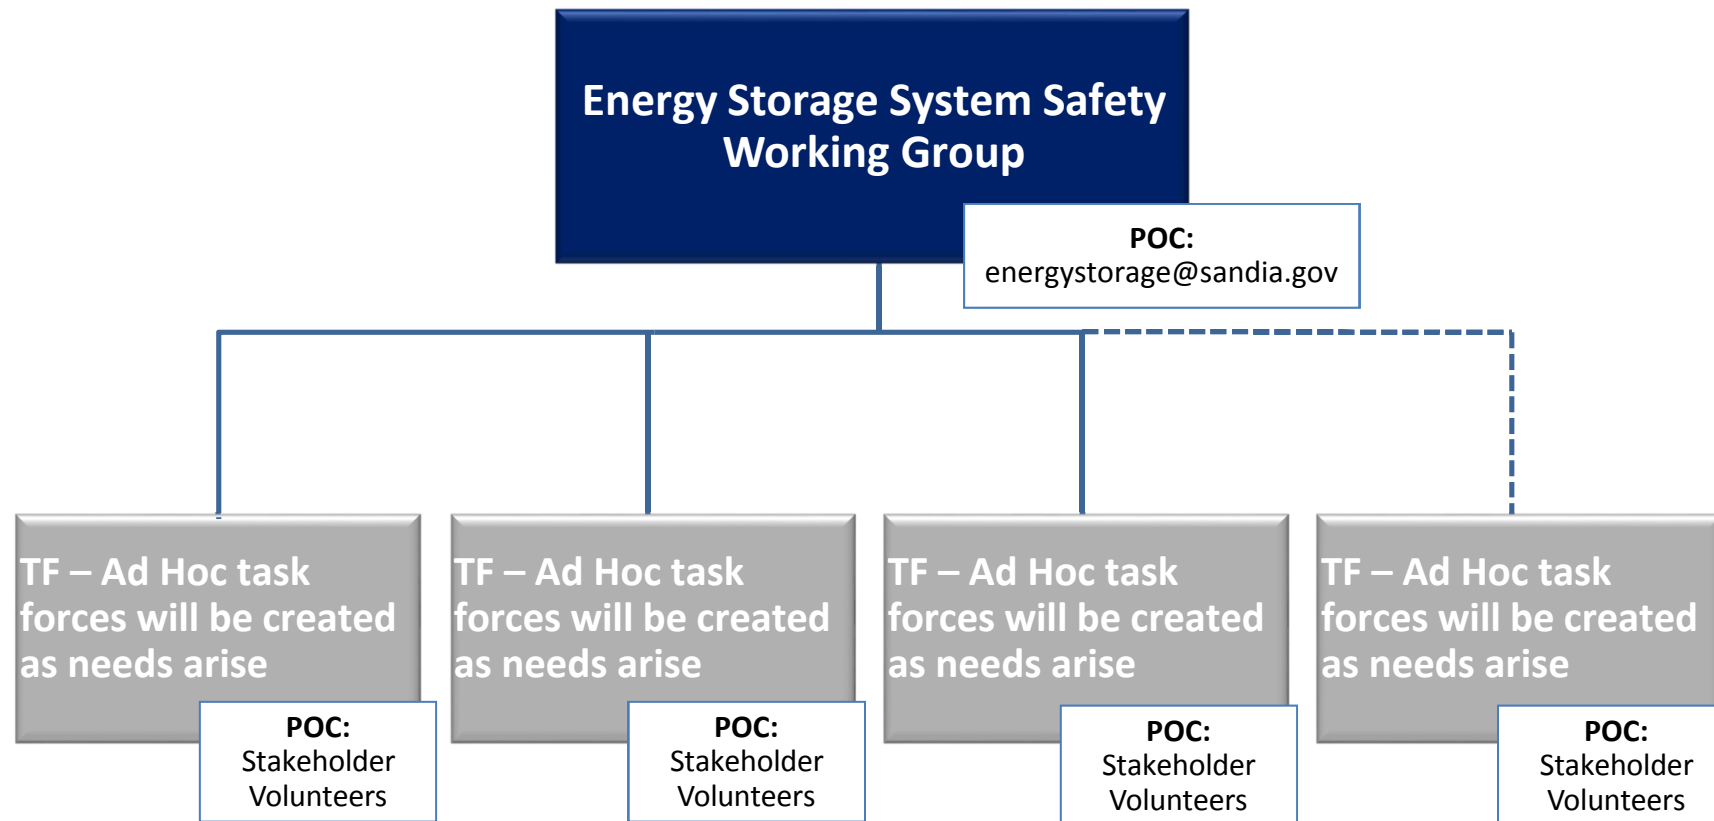 Energy Storage System Safety
Working Group
POC:
energystorage@sandia.gov
TF – Ad Hoc task
forces will be created
as needs arise
POC:
Stakeholder
Volunteers
TF – Ad Hoc task
forces will be created
as needs arise
POC:
Stakeholder
Volunteers
TF – Ad Hoc task
forces will be created
as needs arise
POC:
Stakeholder
Volunteers
TF – Ad Hoc task
forces will be created
as needs arise
POC:
Stakeholder
Volunteers